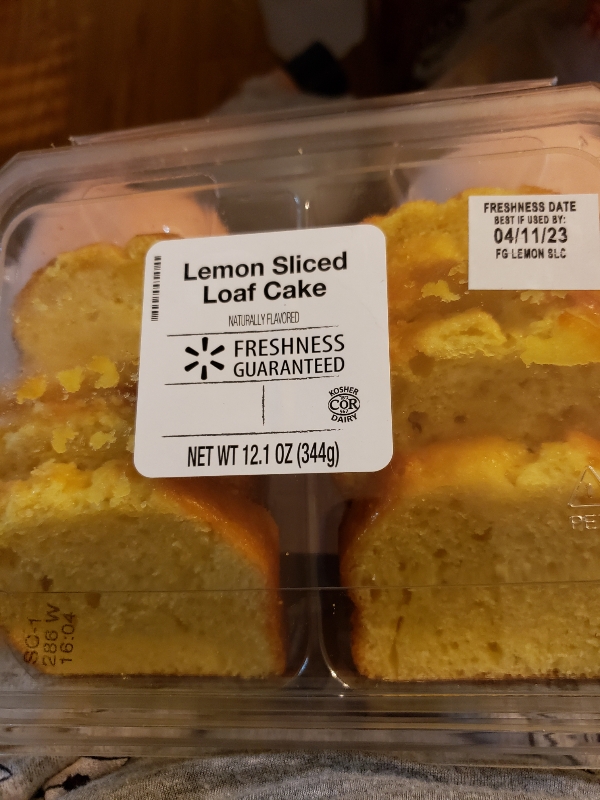 Lemon Sliced
Loaf Cake
NATURALLY FLAVORED
FRESHNESS
GUARANTEED
KOSHER
COR
DAIRY
NET WT 12.1 OZ (344g)
FRESHNESS DATE
BEST IF USED BY:
04/11/23
FG LEMON SLC
SC-1
286 W
16:04